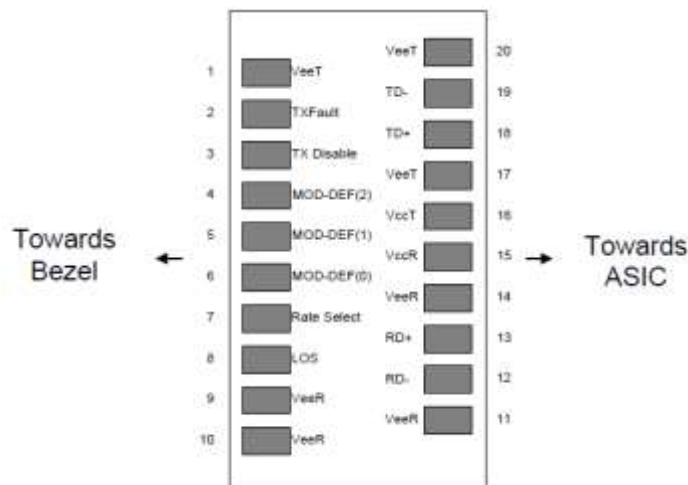 1 VeeT
2 TXFault
3 TX Disable
4 MOD-DEF(2)
5 MOD-DEF(1)
6 MOD-DEF(0)
7 Rate Select
8 LOS
9 VeeR
10 VeeR
VeeT 20
TD- 19
TD+ 18
VeeT 17
VccT 16
VccR 15
VeeR 14
RD+ 13
RD- 12
VeeR 11
Towards
Bezel
Towards
ASIC